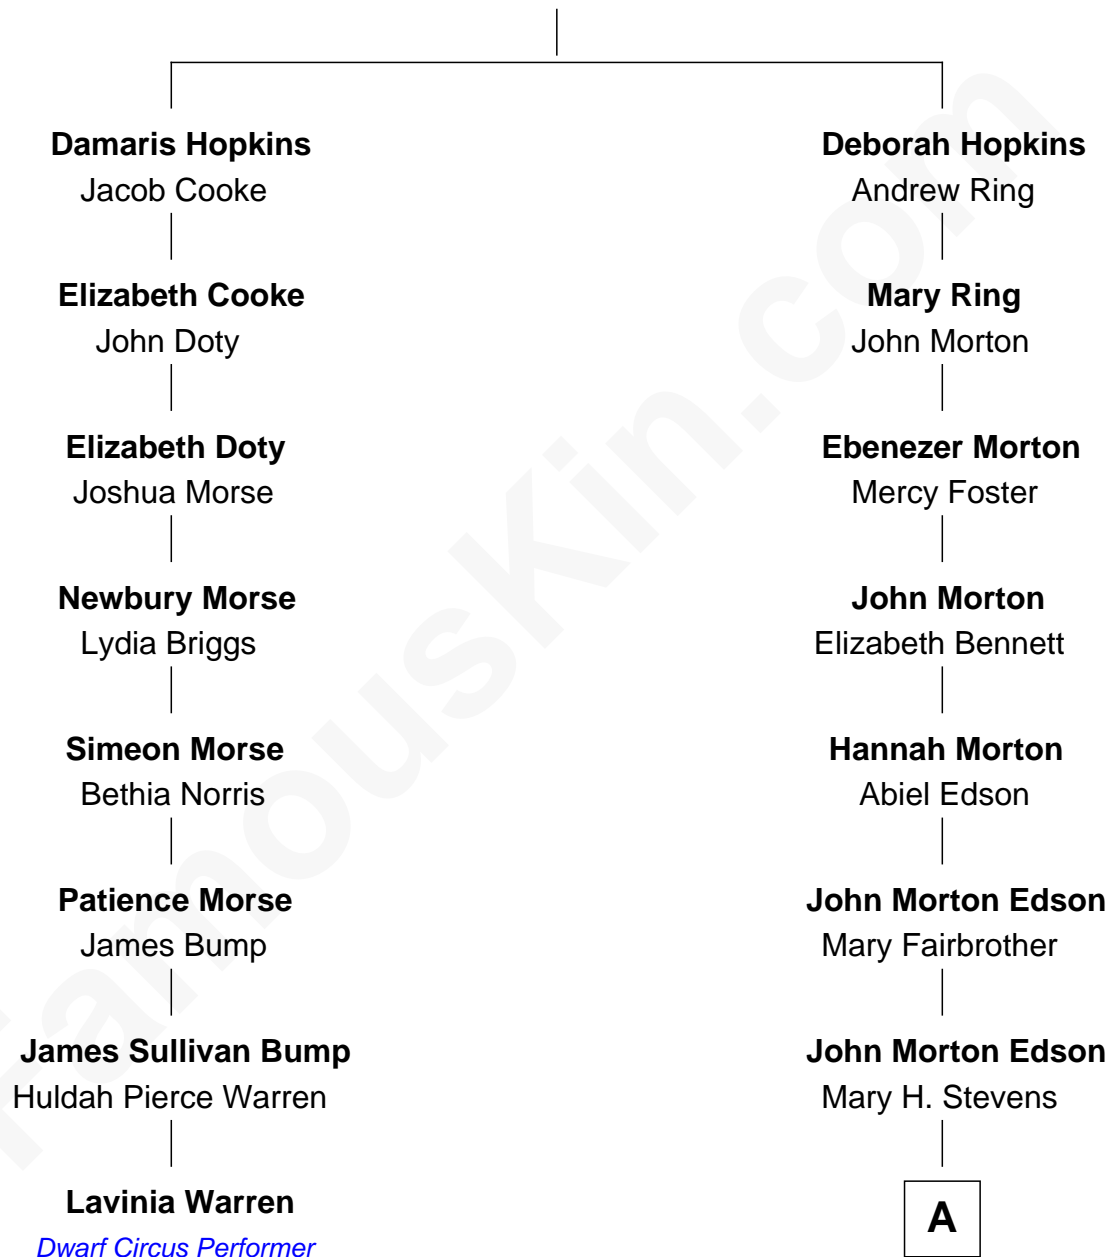 Damaris Hopkins
Jacob Cooke
Deborah Hopkins
Andrew Ring
Elizabeth Cooke
John Doty
Mary Ring
John Morton
Elizabeth Doty
Joshua Morse
Ebenezer Morton
Mercy Foster
Newbury Morse
Lydia Briggs
John Morton
Elizabeth Bennett
Simeon Morse
Bethia Norris
Hannah Morton
Abiel Edson
Patience Morse
James Bump
John Morton Edson
Mary Fairbrother
James Sullivan Bump
Huldah Pierce Warren
John Morton Edson
Mary H. Stevens
Lavinia Warren
Dwarf Circus Performer
A
FamousKin.com